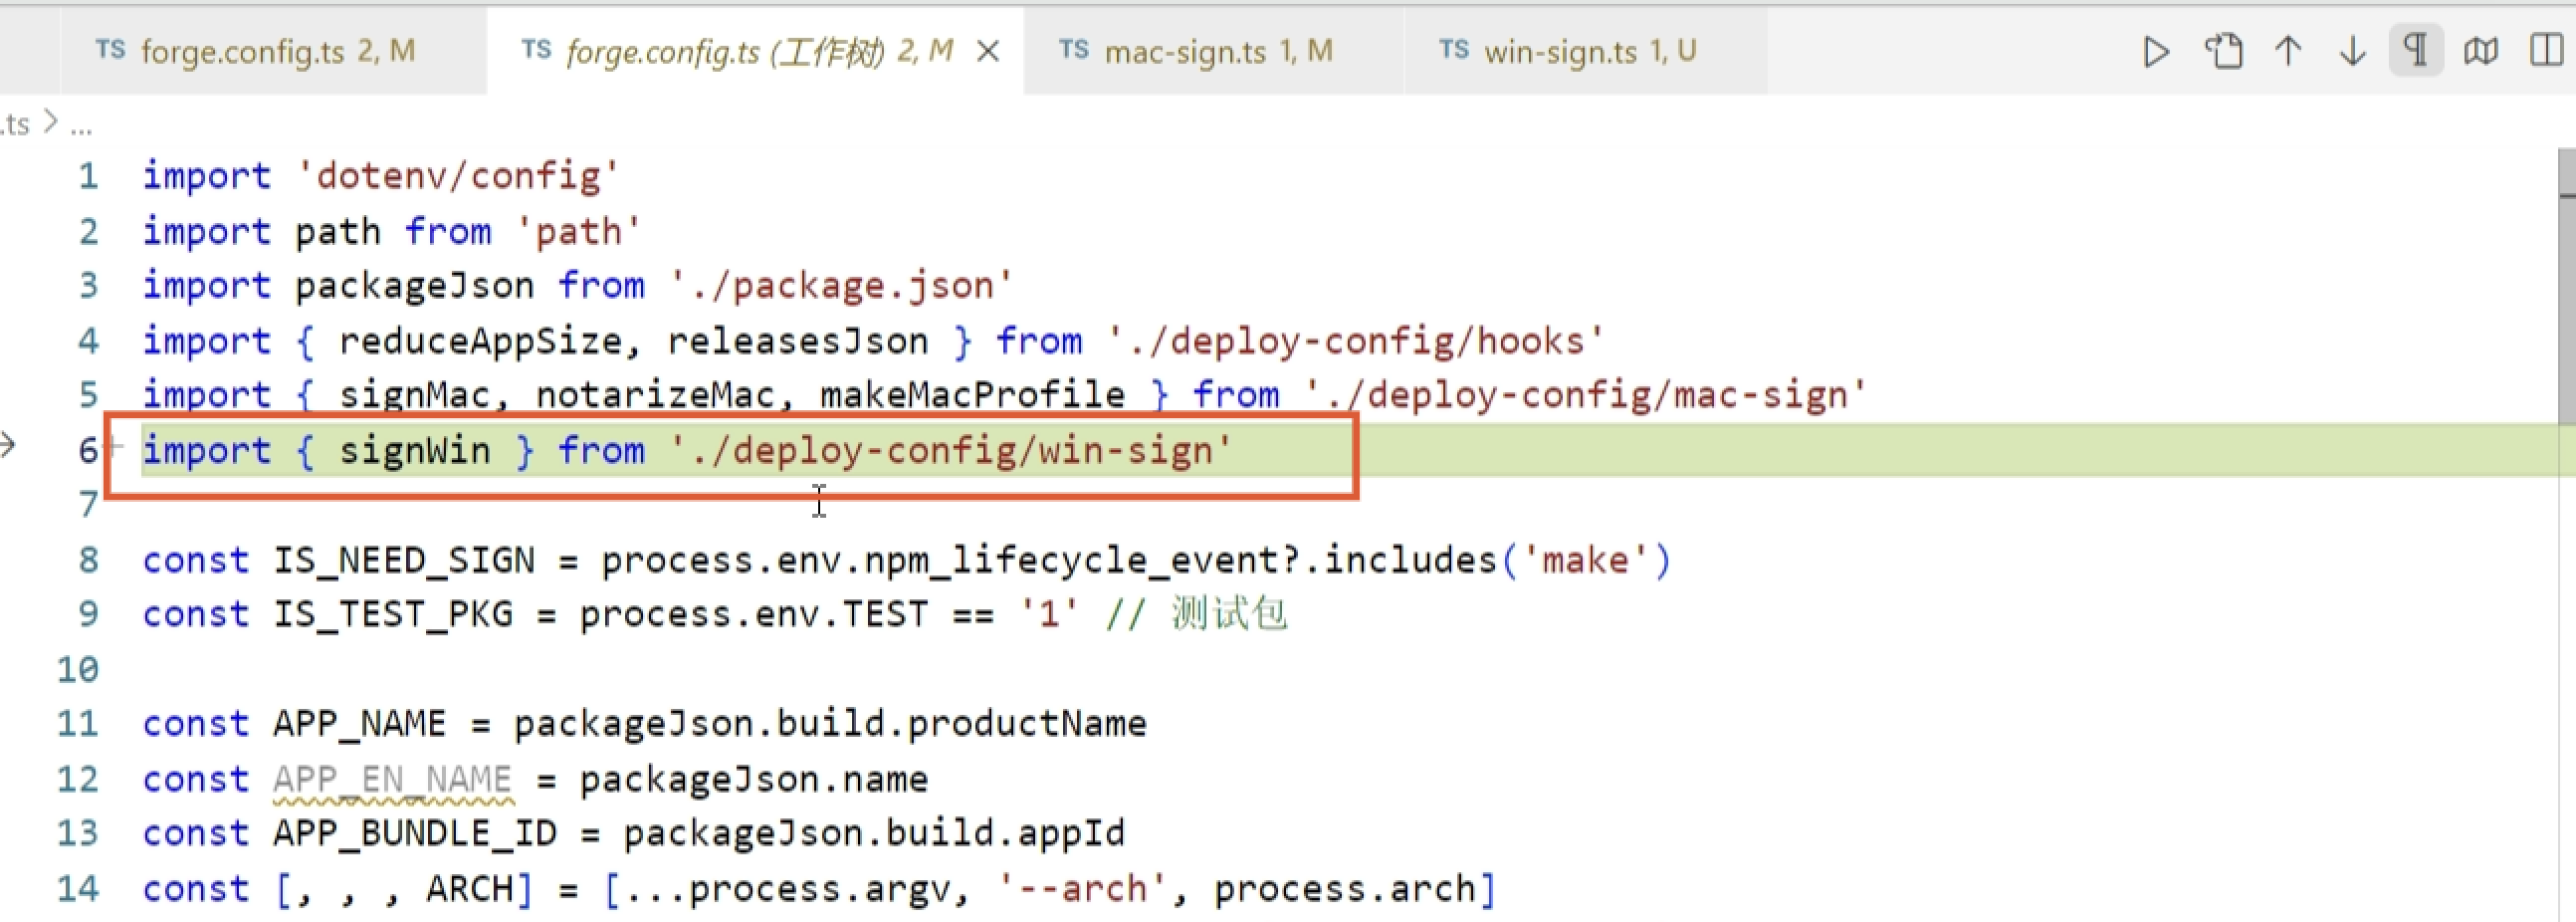 TS forge.config.ts 2, M TS forge.config.ts (工作树) 2, M TS mac-sign.ts 1, M TS win-sign.ts 1, U
.ts > ...
1 import 'dotenv/config'
2 import path from 'path'
3 import packageJson from './package.json'
4 import { reduceAppSize, releasesJson } from './deploy-config/hooks'
5 import { signMac, notarizeMac, makeMacProfile } from './deploy-config/mac-sign'
6+ import { signWin } from './deploy-config/win-sign'
7
8 const IS_NEED_SIGN = process.env.npm_lifecycle_event?.includes('make')
9 const IS_TEST_PKG = process.env.TEST == '1' // 测试包
10
11 const APP_NAME = packageJson.build.productName
12 const APP_EN_NAME = packageJson.name
13 const APP_BUNDLE_ID = packageJson.build.appId
14 const [, , , ARCH] = [...process.argv, '--arch', process.arch]